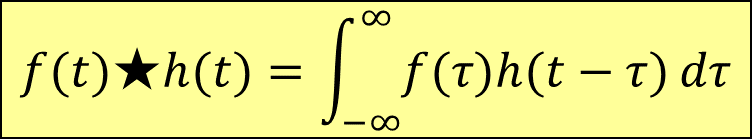 f(t)★h(t) = ∫_{−∞}^{∞} f(τ)h(t − τ) dτ